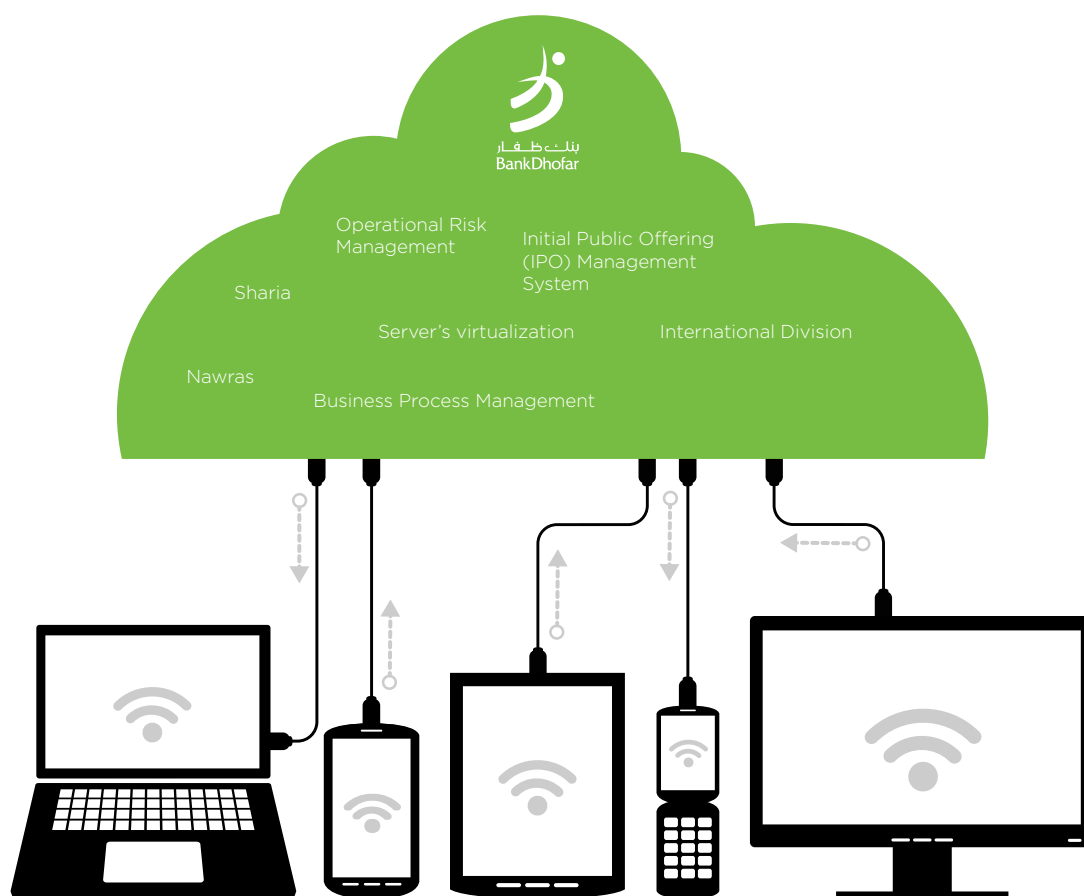 بنك ظفار
BankDhofar
Operational Risk
Management
Initial Public Offering
(IPO) Management
System
Sharia
Server’s virtualization
International Division
Nawras
Business Process Management